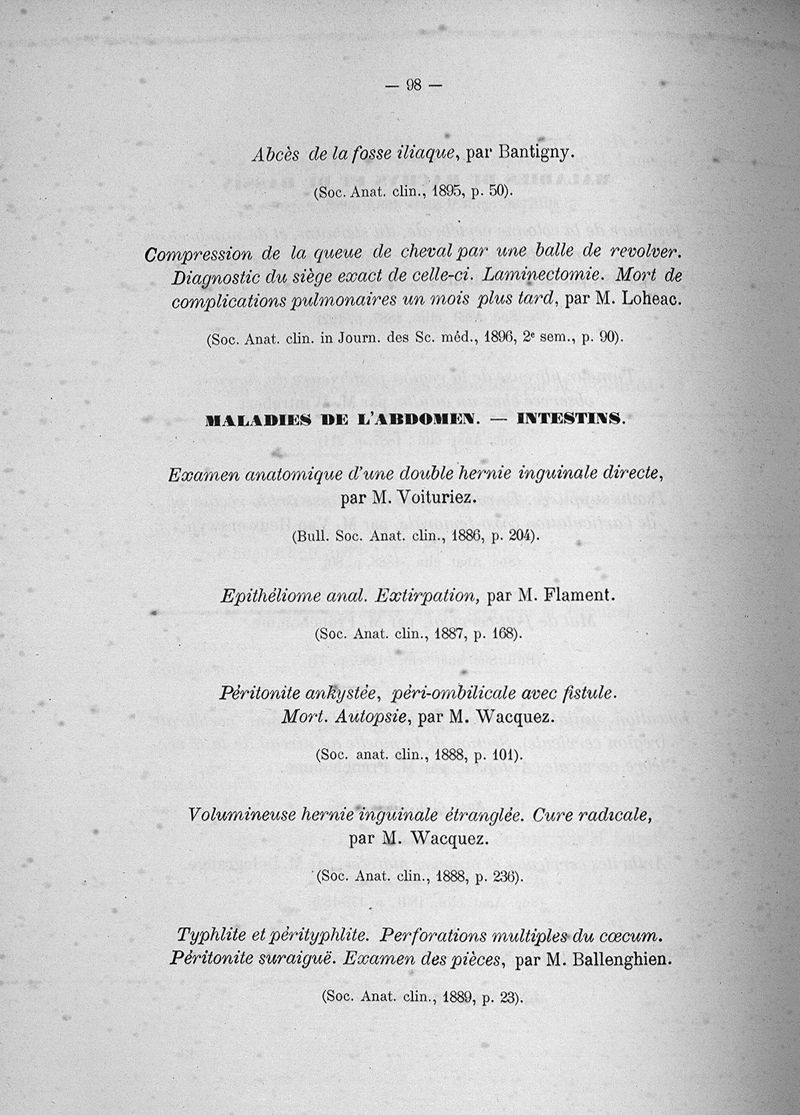 — 98 —
Abcès de la fosse iliaque, par Bantigny.
(Soc. Anat. clin., 1895, p. 50).
Compression de la queue de cheval par une balle de revolver.
Diagnostic du siège exact de celle-ci. Laminectomie. Mort de
complications pulmonaires un mois plus tard, par M. Loheac.
(Soc. Anat. clin. in Journ. des Sc. méd., 1896, 2e sem., p. 90).
MALADIES DE L'ABDOMEN. — INTESTINS.
Examen anatomique d'une double hernie inguinale directe,
par M. Voituriez.
(Bull. Soc. Anat. clin., 1886, p. 204).
Epithéliome anal. Extirpation, par M. Flament.
(Soc. Anat. clin., 1887, p. 168).
Péritonite ankystée, péri-ombilicale avec fistule.
Mort. Autopsie, par M. Wacquez.
(Soc. anat. clin., 1888, p. 101).
Volumineuse hernie inguinale étranglée. Cure radicale,
par M. Wacquez.
(Soc. Anat. clin., 1888, p. 236).
Typhlite et pérityphlite. Perforations multiples du cœcum.
Péritonite suraiguë. Examen des pièces, par M. Ballenghien.
(Soc. Anat. clin., 1889, p. 23).